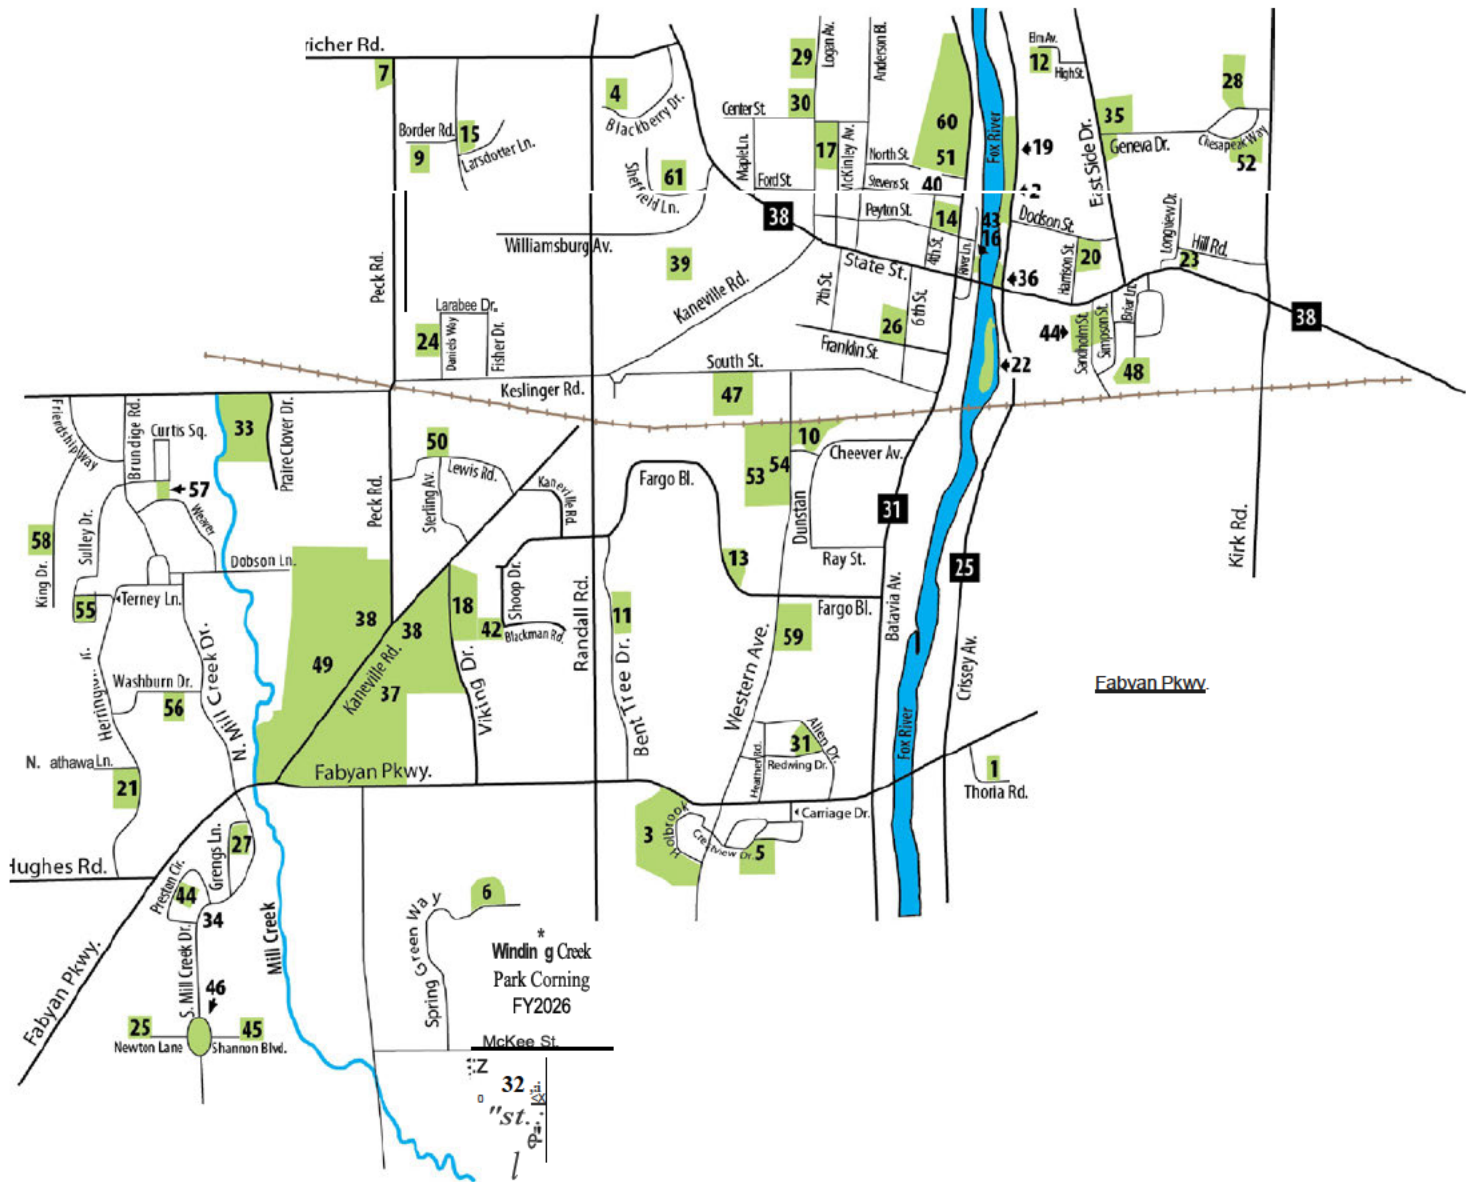 richer Rd.
7
Border Rd.
15
9
Larsdotter Ln.
4
Blackberry Dr.
61
Sheffield Ln.
Williamsburg Av.
39
Kaneville Rd.
38
29
30
Logan Av.
Anderson Bl.
Center St.
Maple Ln.
Ford St.
17
McKinley Av.
North St.
Stevens St.
40
Peyton St.
14
60
51
Fox River
19
2
43
16
Dodson St.
State St.
4th St.
River Ln.
36
7th St.
6th St.
26
Franklin St.
22
Elm Av.
12
High St.
East Side Dr.
35
Geneva Dr.
28
Chesapeak Way
52
Harrison St.
20
Longview Dr.
Hill Rd.
23
44
Sandholm St.
Simpson St.
Briar Ln.
48
38
Kirk Rd.
Peck Rd.
Larabee Dr.
24
Daniels Way
Fisher Dr.
Keslinger Rd.
South St.
47
Friendship Way
Brundige Rd.
Curtis Sq.
33
Prairie Clover Dr.
57
Weaver
Sulley Dr.
58
King Dr.
55
Terney Ln.
Dobson Ln.
50
Lewis Rd.
Sterling Av.
Peck Rd.
Kaneville Rd.
Fargo Bl.
53
54
10
Cheever Av.
Dunstan
31
Ray St.
13
Fargo Bl.
59
Batavia Av.
25
Crissey Av.
Washburn Dr.
56
N. Mill Creek Dr.
49
38
38
Kaneville Rd.
37
18
42
Shoop Dr.
Blackman Rd.
Viking Dr.
Randall Rd.
11
Bent Tree Dr.
Western Ave.
Fabyan Pkwy.
N. athawa Ln.
21
Fabyan Pkwy.
Allen Dr.
31
Heather Rd.
Redwing Dr.
Fox River
1
Thoria Rd.
Carriage Dr.
3
Holbrook
Crestview Dr.
5
Hughes Rd.
27
Grengs Ln.
Preston Cir.
44
34
S. Mill Creek Dr.
46
Mill Creek
Fabyan Pkwy.
25
45
Newton Lane
Shannon Blvd.
Spring Green Way
6
*
Windin g Creek
Park Corning
FY2026
McKee St.
32
"st.
l